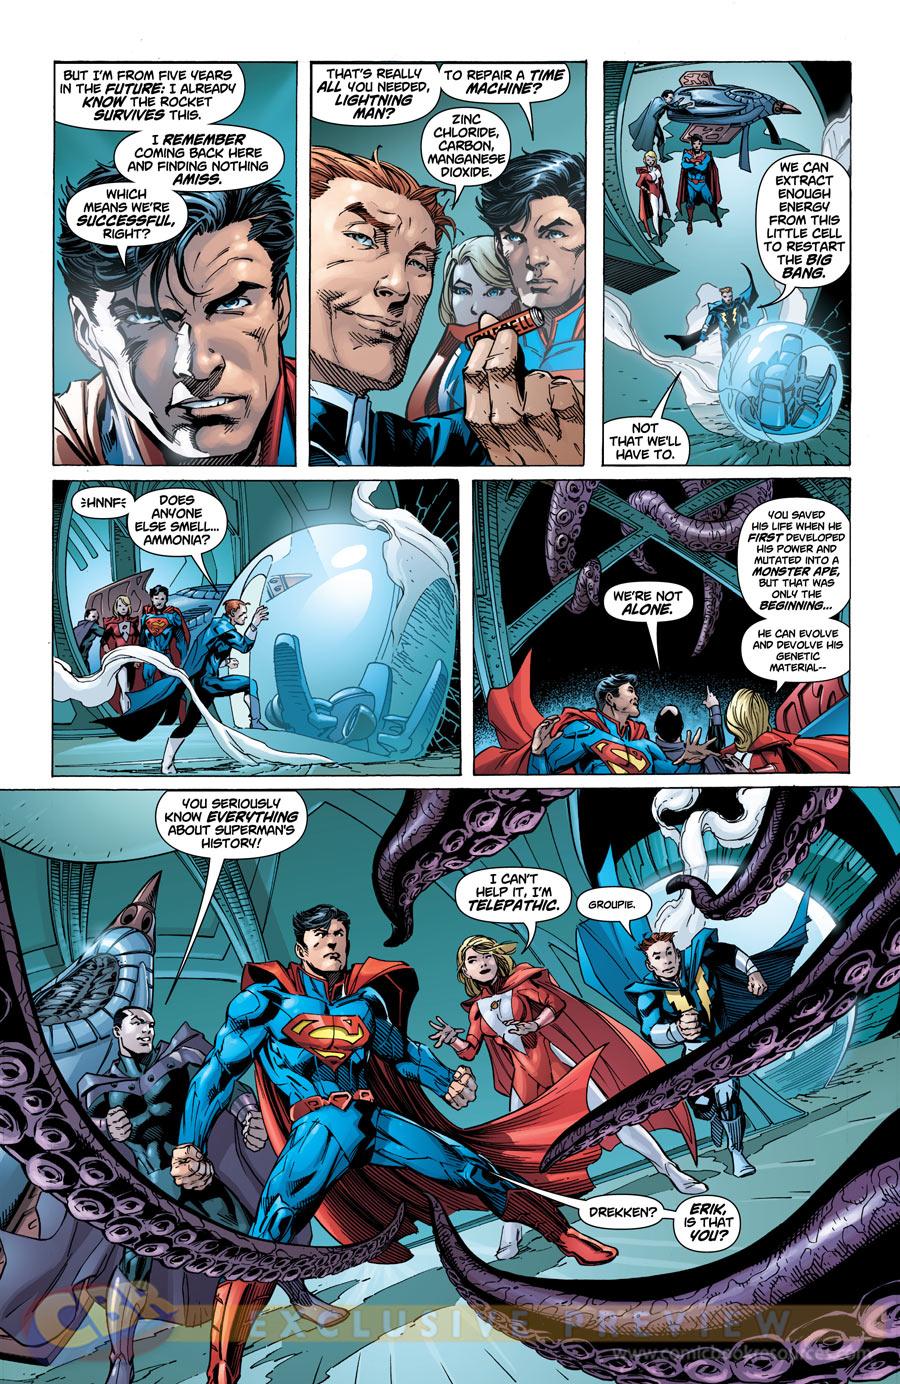 BUT I'M FROM FIVE YEARS
IN THE FUTURE: I ALREADY
KNOW THE ROCKET
SURVIVES THIS.
I REMEMBER
COMING BACK HERE
AND FINDING NOTHING
AMISS.
WHICH
MEANS WE'RE
SUCCESSFUL,
RIGHT?
THAT'S REALLY
ALL YOU NEEDED,
LIGHTNING
MAN?
TO REPAIR A TIME
MACHINE?
ZINC
CHLORIDE,
CARBON,
MANGANESE
DIOXIDE.
WE CAN
EXTRACT
ENOUGH
ENERGY
FROM THIS
LITTLE CELL
TO RESTART
THE BIG
BANG.
NOT
THAT WE'LL
HAVE TO.
HNNF
DOES
ANYONE
ELSE SMELL...
AMMONIA?
WE'RE NOT
ALONE.
YOU SAVED
HIS LIFE WHEN HE
FIRST DEVELOPED
HIS POWER AND
MUTATED INTO A
MONSTER APE,
BUT THAT WAS
ONLY THE
BEGINNING...
HE CAN EVOLVE
AND DEVOLVE HIS
GENETIC
MATERIAL--
YOU SERIOUSLY
KNOW EVERYTHING
ABOUT SUPERMAN'S
HISTORY!
I CAN'T
HELP IT, I'M
TELEPATHIC.
GROUPIE.
DREKKEN?
ERIK,
IS THAT
YOU?
EXCLUSIVE PREVIEW
www.comicbookresources.com